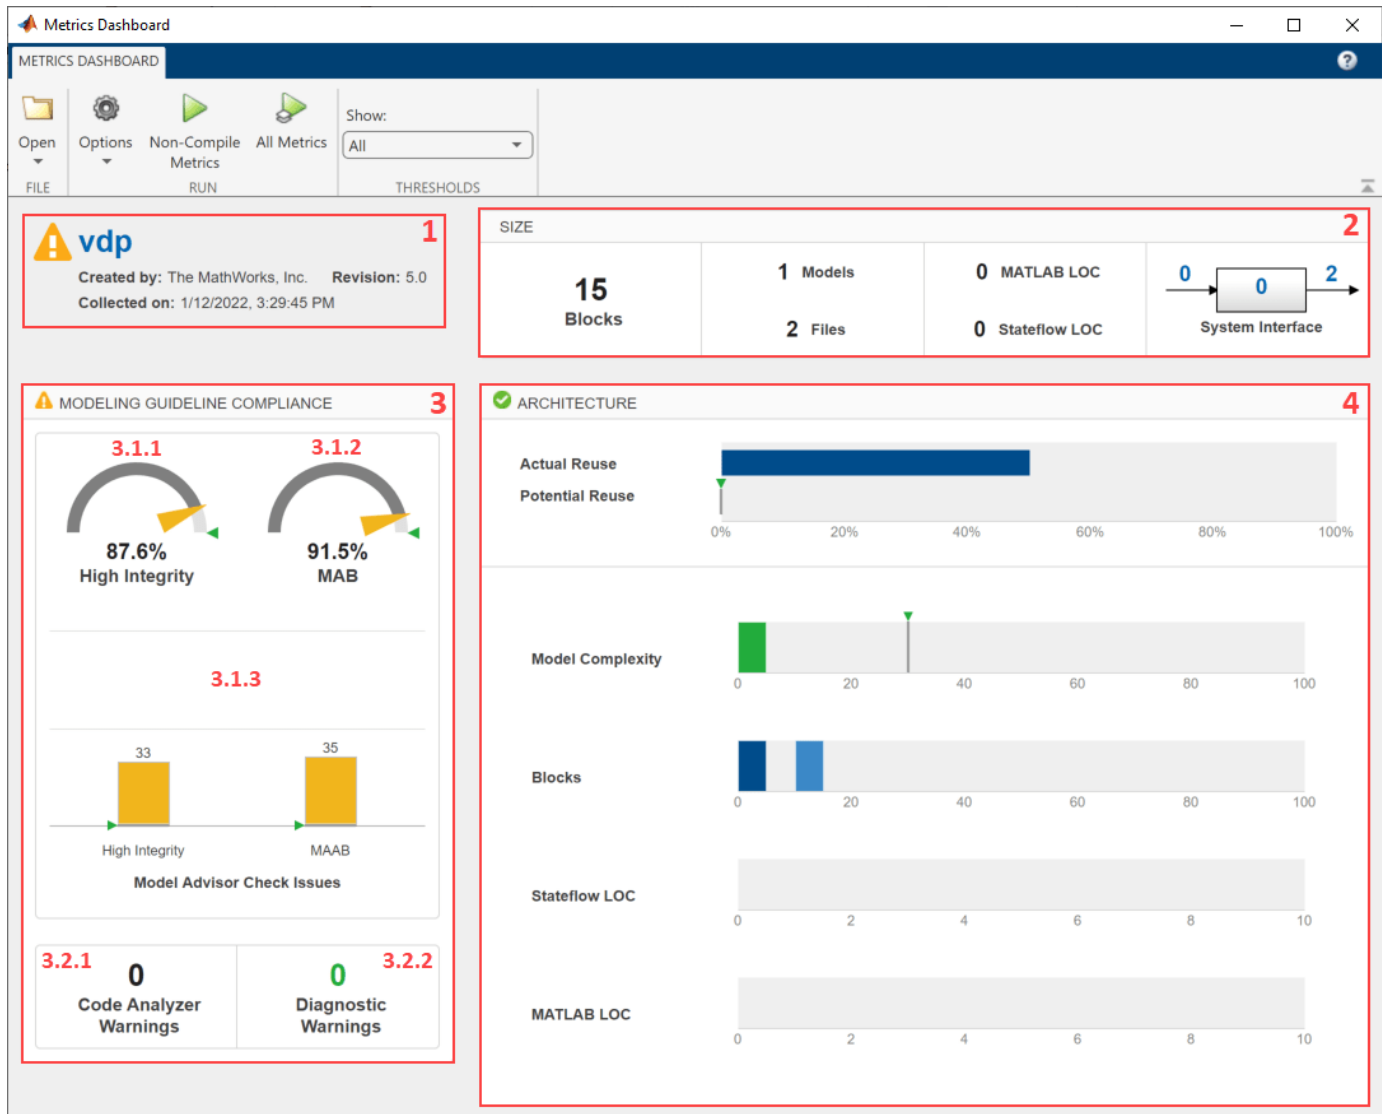 Metrics Dashboard
METRICS DASHBOARD
?
Open
Options
Non-Compile
Metrics
All Metrics
Show:
All
FILE
RUN
THRESHOLDS
1
vdp
Created by: The MathWorks, Inc. Revision: 5.0
Collected on: 1/12/2022, 3:29:45 PM
SIZE
2
15
Blocks
1 Models
2 Files
0 MATLAB LOC
0 Stateflow LOC
0
0
2
System Interface
MODELING GUIDELINE COMPLIANCE
3
3.1.1
3.1.2
87.6%
High Integrity
91.5%
MAB
3.1.3
33
35
High Integrity
MAAB
Model Advisor Check Issues
3.2.1
0
Code Analyzer
Warnings
3.2.2
0
Diagnostic
Warnings
ARCHITECTURE
4
Actual Reuse
Potential Reuse
0% 20% 40% 60% 80% 100%
Model Complexity
0 20 40 60 80 100
Blocks
0 20 40 60 80 100
Stateflow LOC
0 2 4 6 8 10
MATLAB LOC
0 2 4 6 8 10